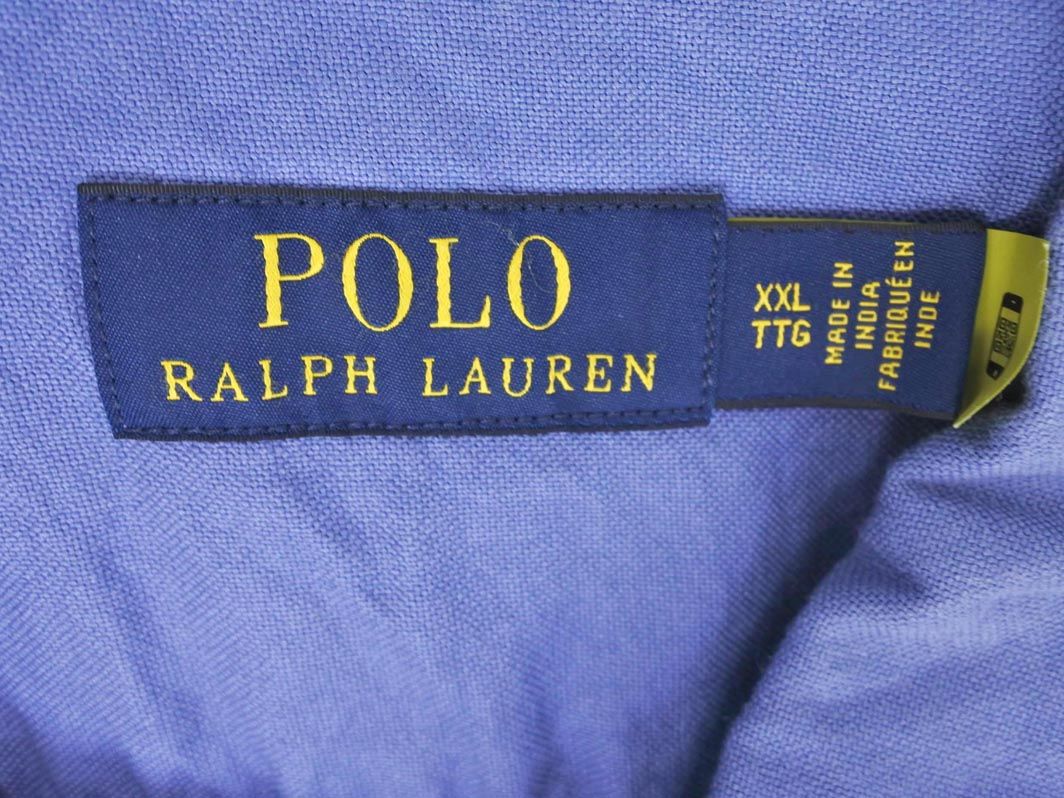 POLO
RALPH LAUREN
XXL
TTG
MADE IN
INDIA
FABRIQUÉ EN
INDE